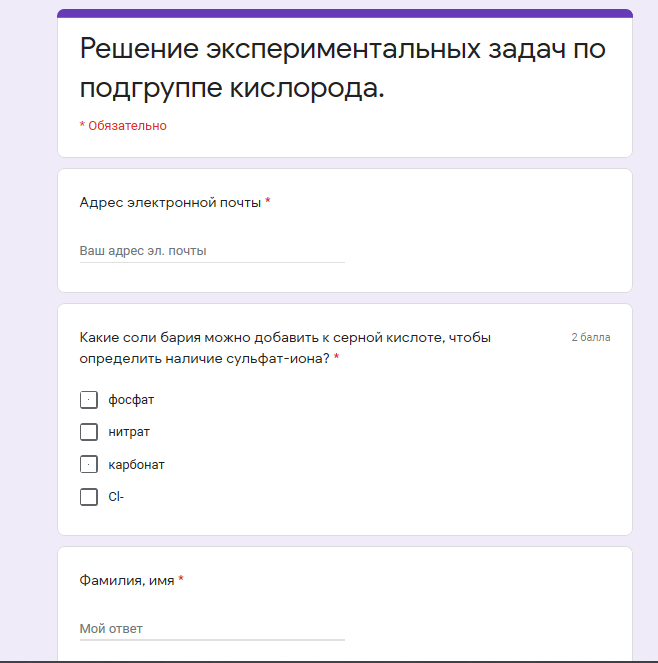 Решение экспериментальных задач по
подгруппе кислорода.
* Обязательно
Адрес электронной почты *
Ваш адрес эл. почты
Какие соли бария можно добавить к серной кислоте, чтобы
определить наличие сульфат-иона? *
2 балла
фосфат
нитрат
карбонат
Cl-
Фамилия, имя *
Мой ответ